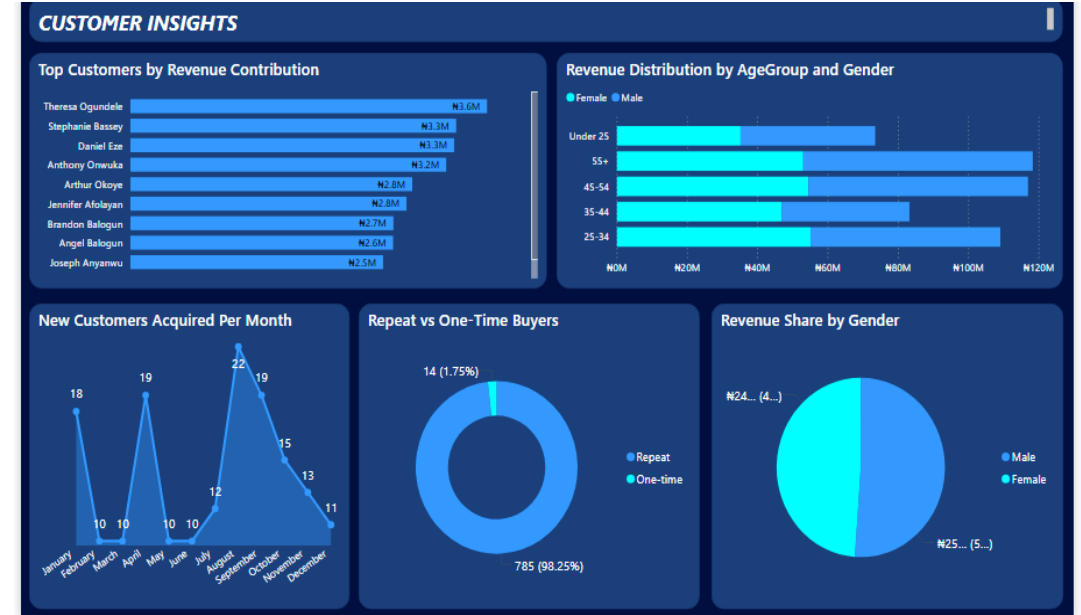 CUSTOMER INSIGHTS
Top Customers by Revenue Contribution
Theresa Ogundele ₦3.6M
Stephanie Bassey ₦3.3M
Daniel Eze ₦3.3M
Anthony Onwuka ₦3.2M
Arthur Okoye ₦2.8M
Jennifer Afolayan ₦2.8M
Brandon Balogun ₦2.7M
Angel Balogun ₦2.6M
Joseph Anyanwu ₦2.5M
Revenue Distribution by AgeGroup and Gender
Female Male
Under 25
55+
45-54
35-44
25-34
₦0M ₦20M ₦40M ₦60M ₦80M ₦100M ₦120M
New Customers Acquired Per Month
18 10 10 19 10 10 12 22 19 15 13 11
January February March April May June July August September October November December
Repeat vs One-Time Buyers
14 (1.75%)
Repeat
One-time
785 (98.25%)
Revenue Share by Gender
₦24... (4...)
Male
Female
₦25... (5...)